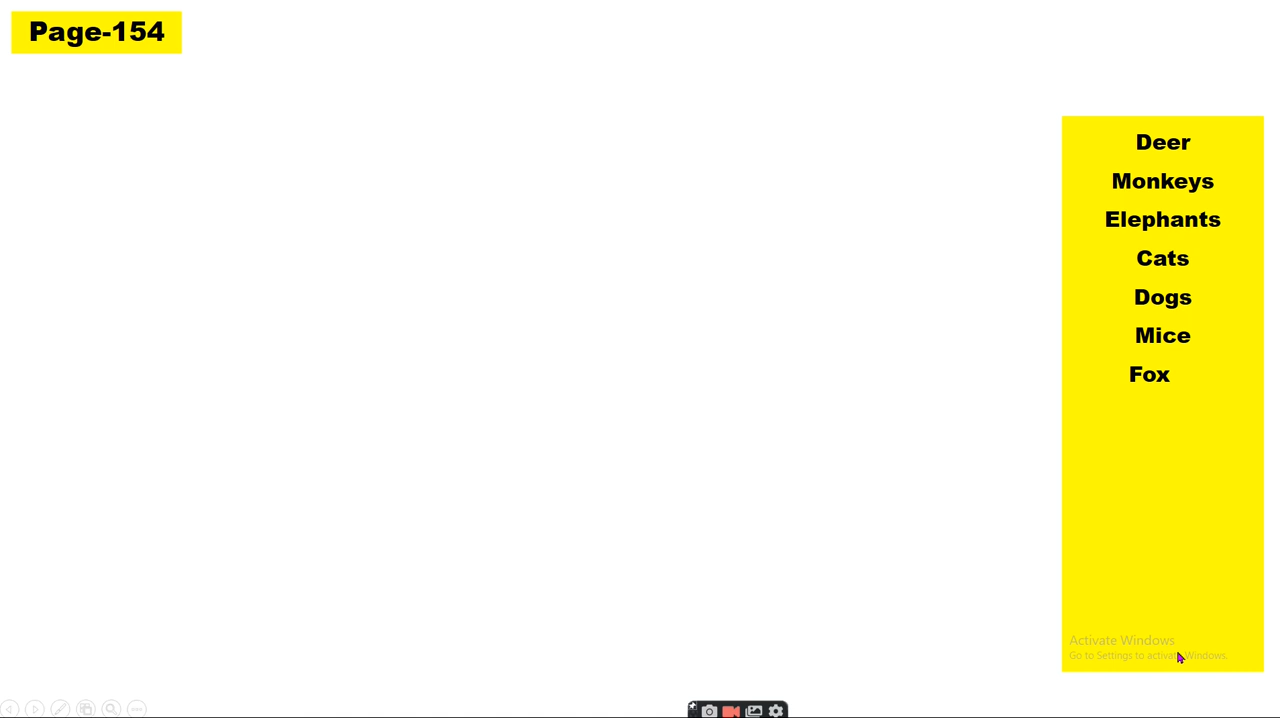 Page-154
Deer
Monkeys
Elephants
Cats
Dogs
Mice
Fox
Activate Windows
Go to Settings to activate Windows.